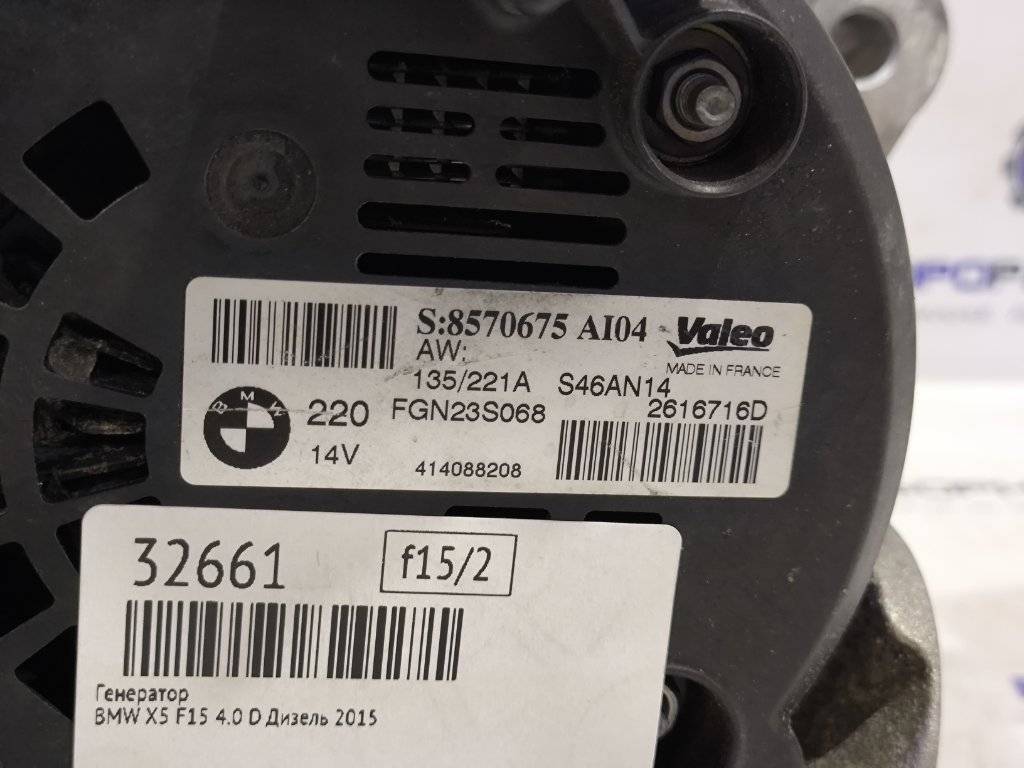 S:8570675 AI04 Valeo
AW:
MADE IN FRANCE
135/221A S46AN14
BMW 220 FGN23S068 2616716D
14V 414088208
32661 f15/2
Генератор
BMW X5 F15 4.0 D Дизель 2015